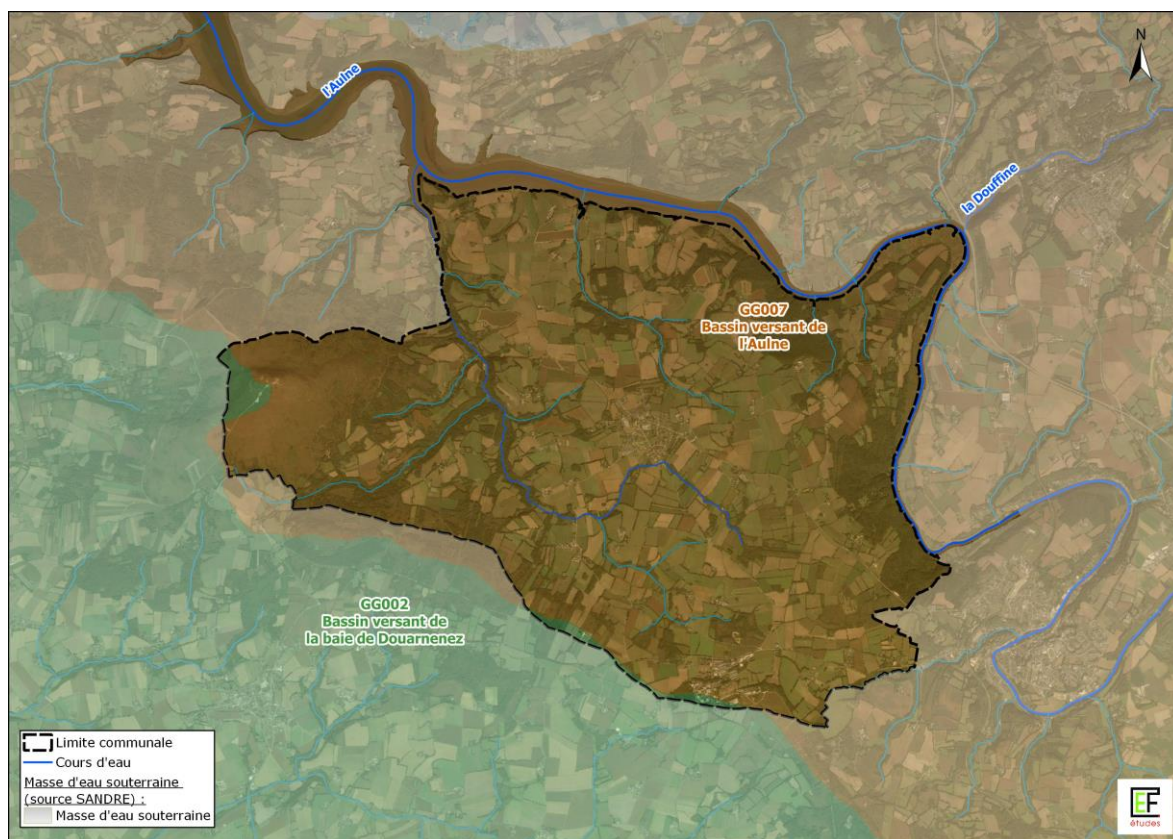 N
l'Aulne
la Douffine
GG007
Bassin versant de
l'Aulne
GG002
Bassin versant de
la baie de Douarnenez
Limite communale
Cours d'eau
Masse d'eau souterraine
(source SANDRE) :
Masse d'eau souterraine
CEF
études